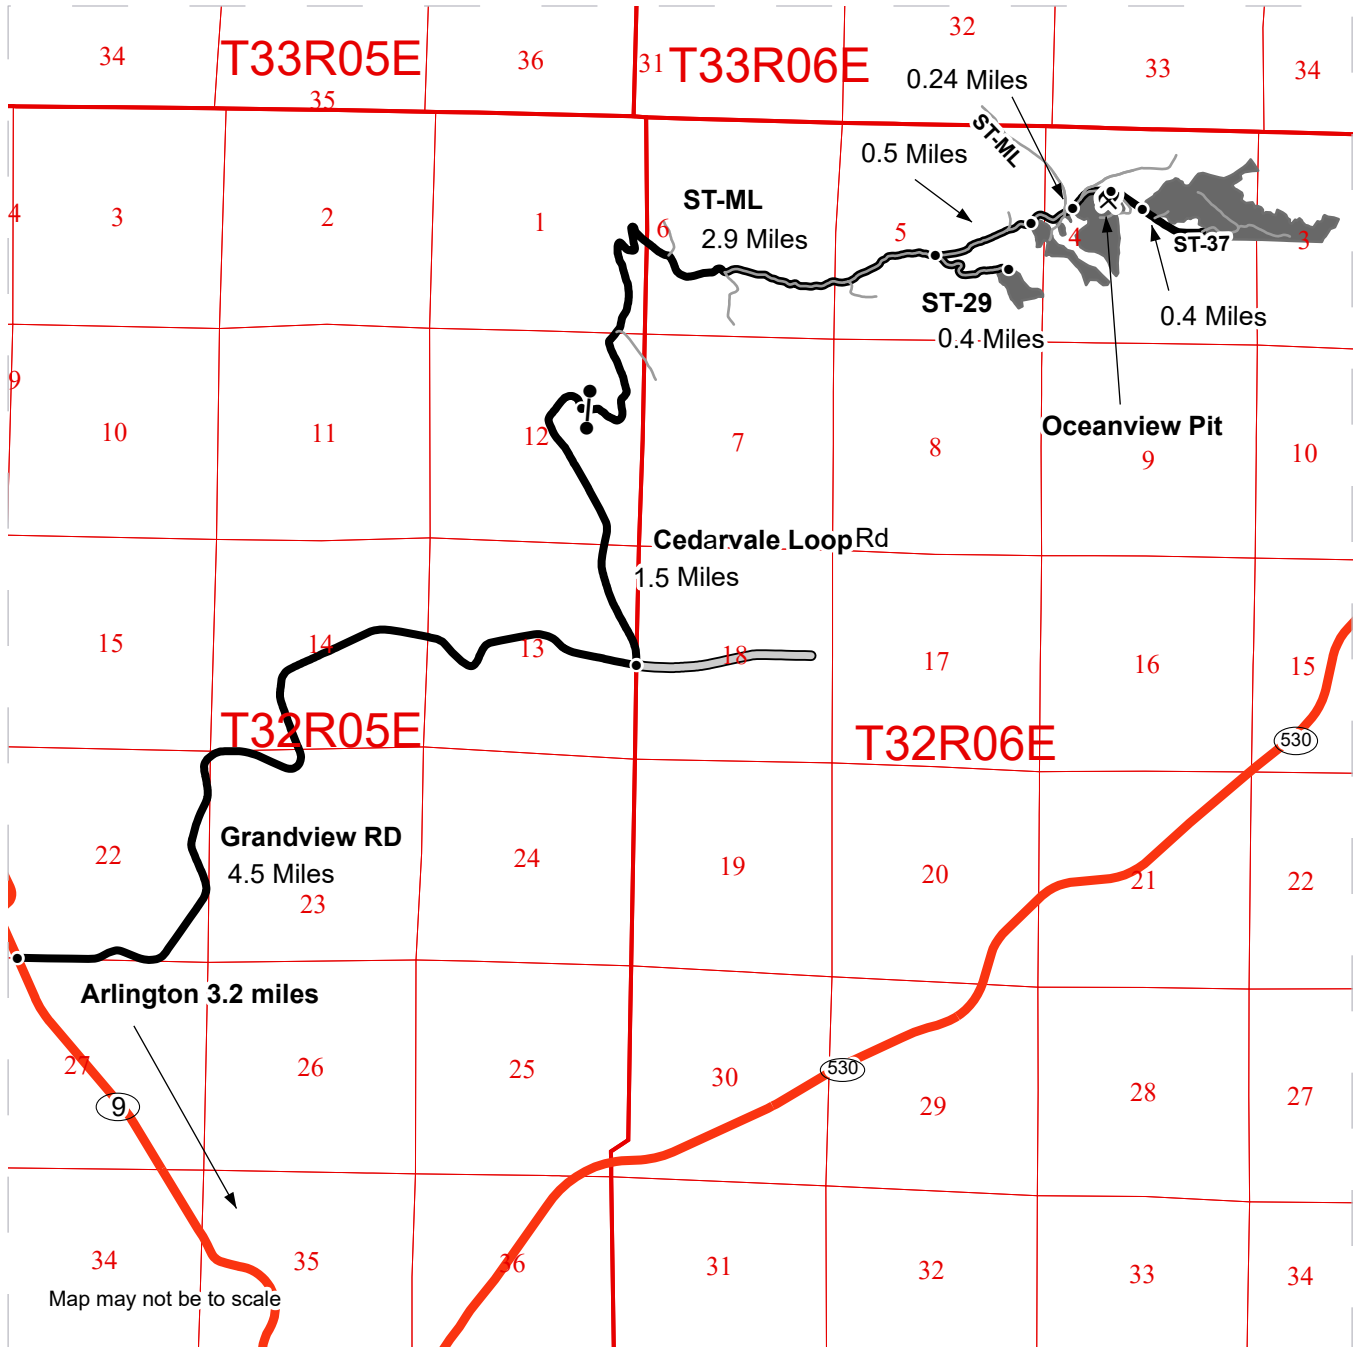 32
34
T33R05E
36
31
T33R06E
33
34
0.24 Miles
35
ST-ML
0.5 Miles
ST-ML
4
3
2
1
6
2.9 Miles
5
4
ST-37
3
ST-29
0.4 Miles
0.4 Miles
9
10
11
12
7
8
Oceanview Pit
9
10
Cedarvale Loop Rd
1.5 Miles
15
14
13
18
17
16
15
T32R05E
T32R06E
530
Grandview RD
4.5 Miles
22
23
24
19
20
21
22
Arlington 3.2 miles
27
26
25
30
530
29
28
27
9
34
35
36
31
32
33
34
Map may not be to scale